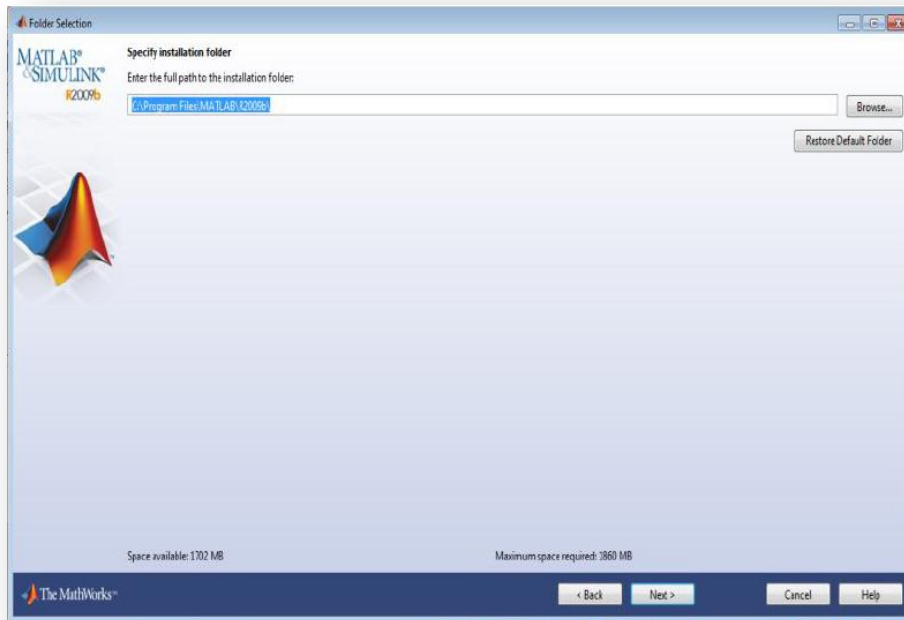 Folder Selection
MATLAB®
&SIMULINK®
R2009b
Specify installation folder
Enter the full path to the installation folder:
C:\Program Files\MATLAB\R2009b\
Browse...
Restore Default Folder
Space available: 1702 MB
Maximum space required: 3860 MB
The MathWorks™
< Back
Next >
Cancel
Help